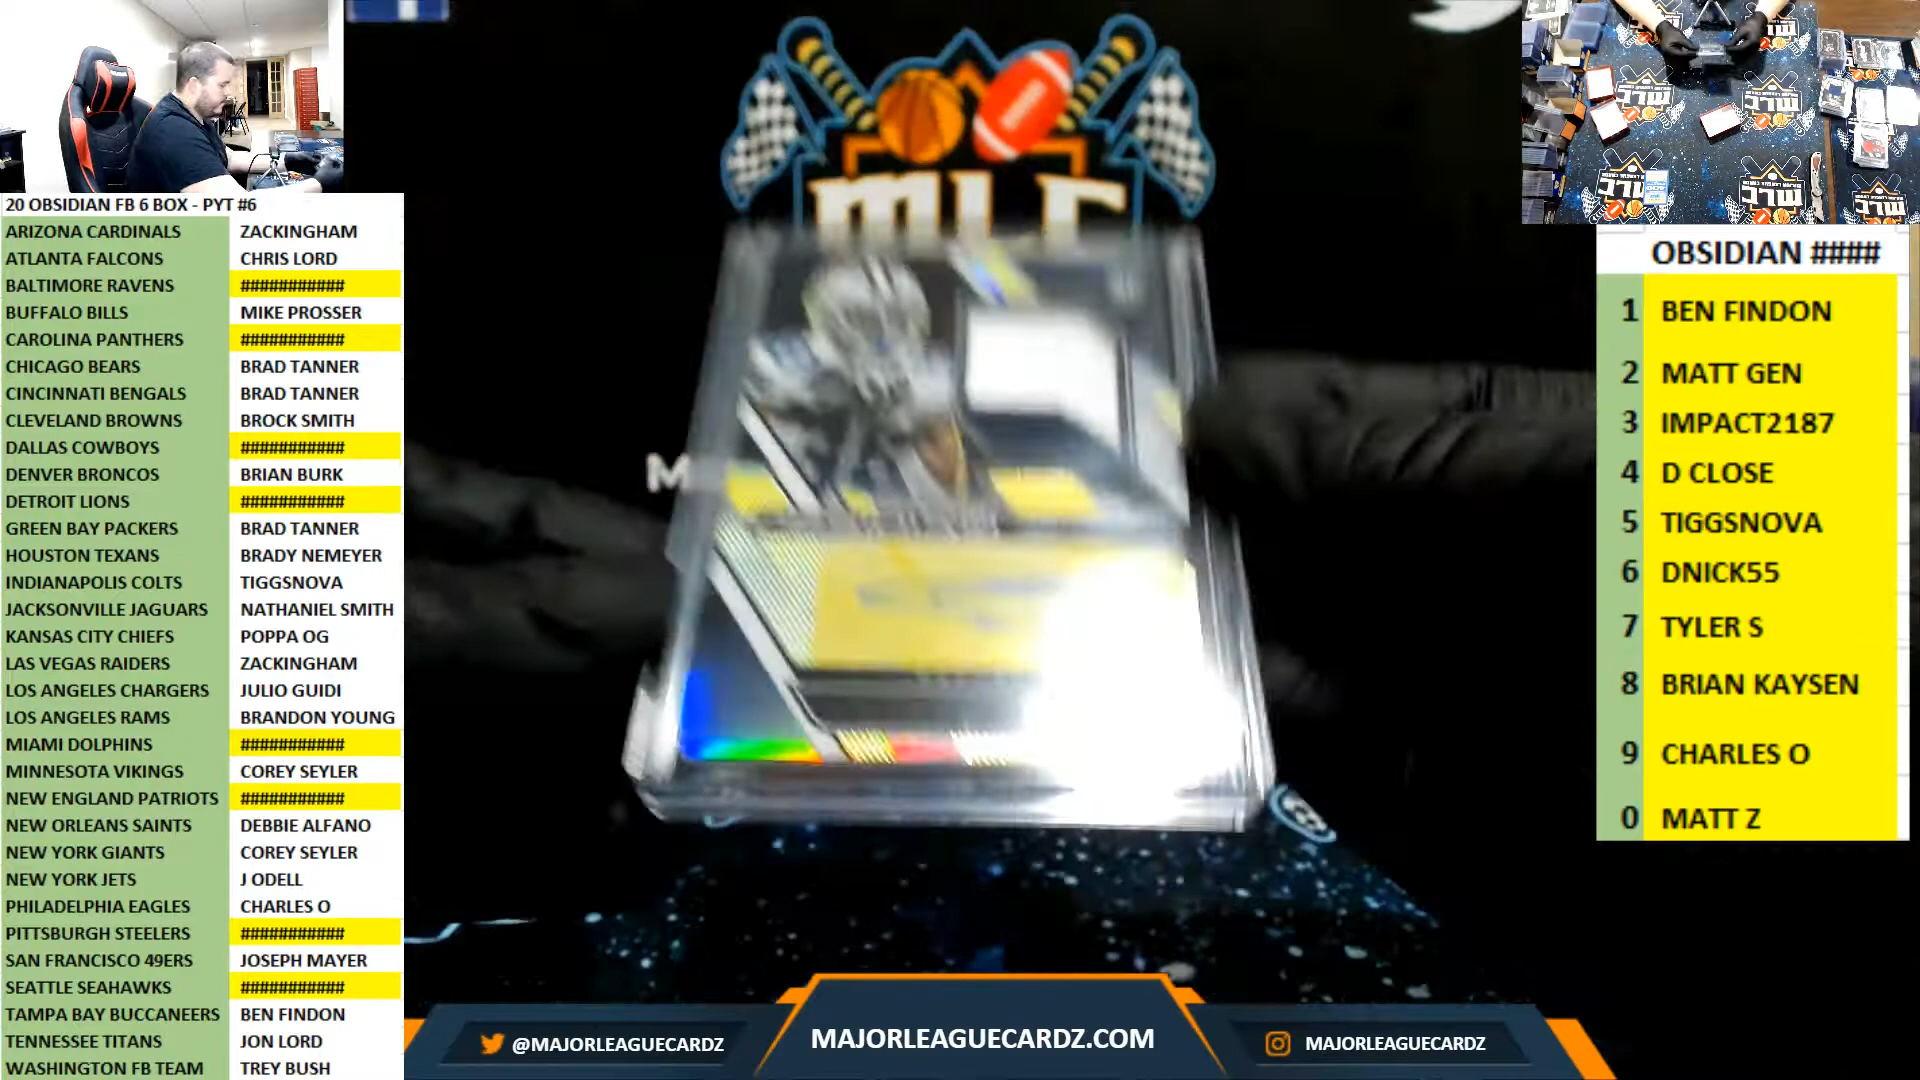 20 OBSIDIAN FB 6 BOX - PYT #6
ARIZONA CARDINALS ZACKINGHAM
ATLANTA FALCONS CHRIS LORD
BALTIMORE RAVENS ###########
BUFFALO BILLS MIKE PROSSER
CAROLINA PANTHERS ###########
CHICAGO BEARS BRAD TANNER
CINCINNATI BENGALS BRAD TANNER
CLEVELAND BROWNS BROCK SMITH
DALLAS COWBOYS ###########
DENVER BRONCOS BRIAN BURK
DETROIT LIONS ###########
GREEN BAY PACKERS BRAD TANNER
HOUSTON TEXANS BRADY NEMEYER
INDIANAPOLIS COLTS TIGGSNOVA
JACKSONVILLE JAGUARS NATHANIEL SMITH
KANSAS CITY CHIEFS POPPA OG
LAS VEGAS RAIDERS ZACKINGHAM
LOS ANGELES CHARGERS JULIO GUIDI
LOS ANGELES RAMS BRANDON YOUNG
MIAMI DOLPHINS ###########
MINNESOTA VIKINGS COREY SEYLER
NEW ENGLAND PATRIOTS ###########
NEW ORLEANS SAINTS DEBBIE ALFANO
NEW YORK GIANTS COREY SEYLER
NEW YORK JETS J ODELL
PHILADELPHIA EAGLES CHARLES O
PITTSBURGH STEELERS ###########
SAN FRANCISCO 49ERS JOSEPH MAYER
SEATTLE SEAHAWKS ###########
TAMPA BAY BUCCANEERS BEN FINDON
TENNESSEE TITANS JON LORD
WASHINGTON FB TEAM TREY BUSH
MLC
M
OBSIDIAN ####
1 BEN FINDON
2 MATT GEN
3 IMPACT2187
4 D CLOSE
5 TIGGSNOVA
6 DNICK55
7 TYLER S
8 BRIAN KAYSEN
9 CHARLES O
0 MATT Z
@MAJORLEAGUECARDZ
MAJORLEAGUECARDZ.COM
MAJORLEAGUECARDZ